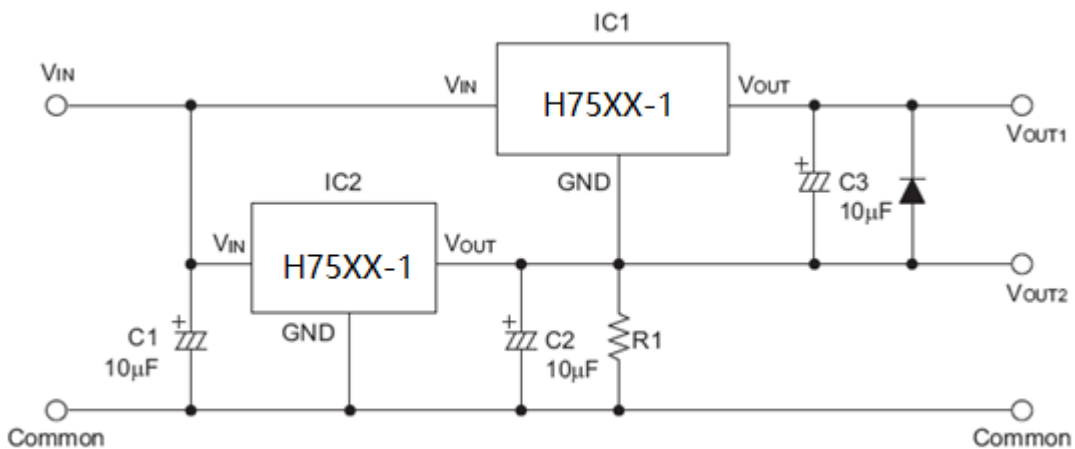 IC1
VIN
VIN
H75XX-1
VOUT
VOUT1
GND
C3
10μF
IC2
VIN
H75XX-1
VOUT
VOUT2
GND
C1
10μF
C2
10μF
R1
Common
Common